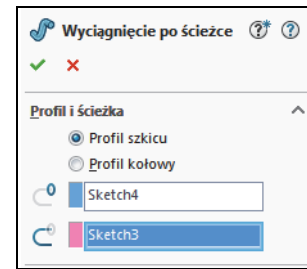 Wyciągnięcie po ścieżce
Profil i ścieżka
Profil szkicu
Profil kołowy
Sketch4
Sketch3